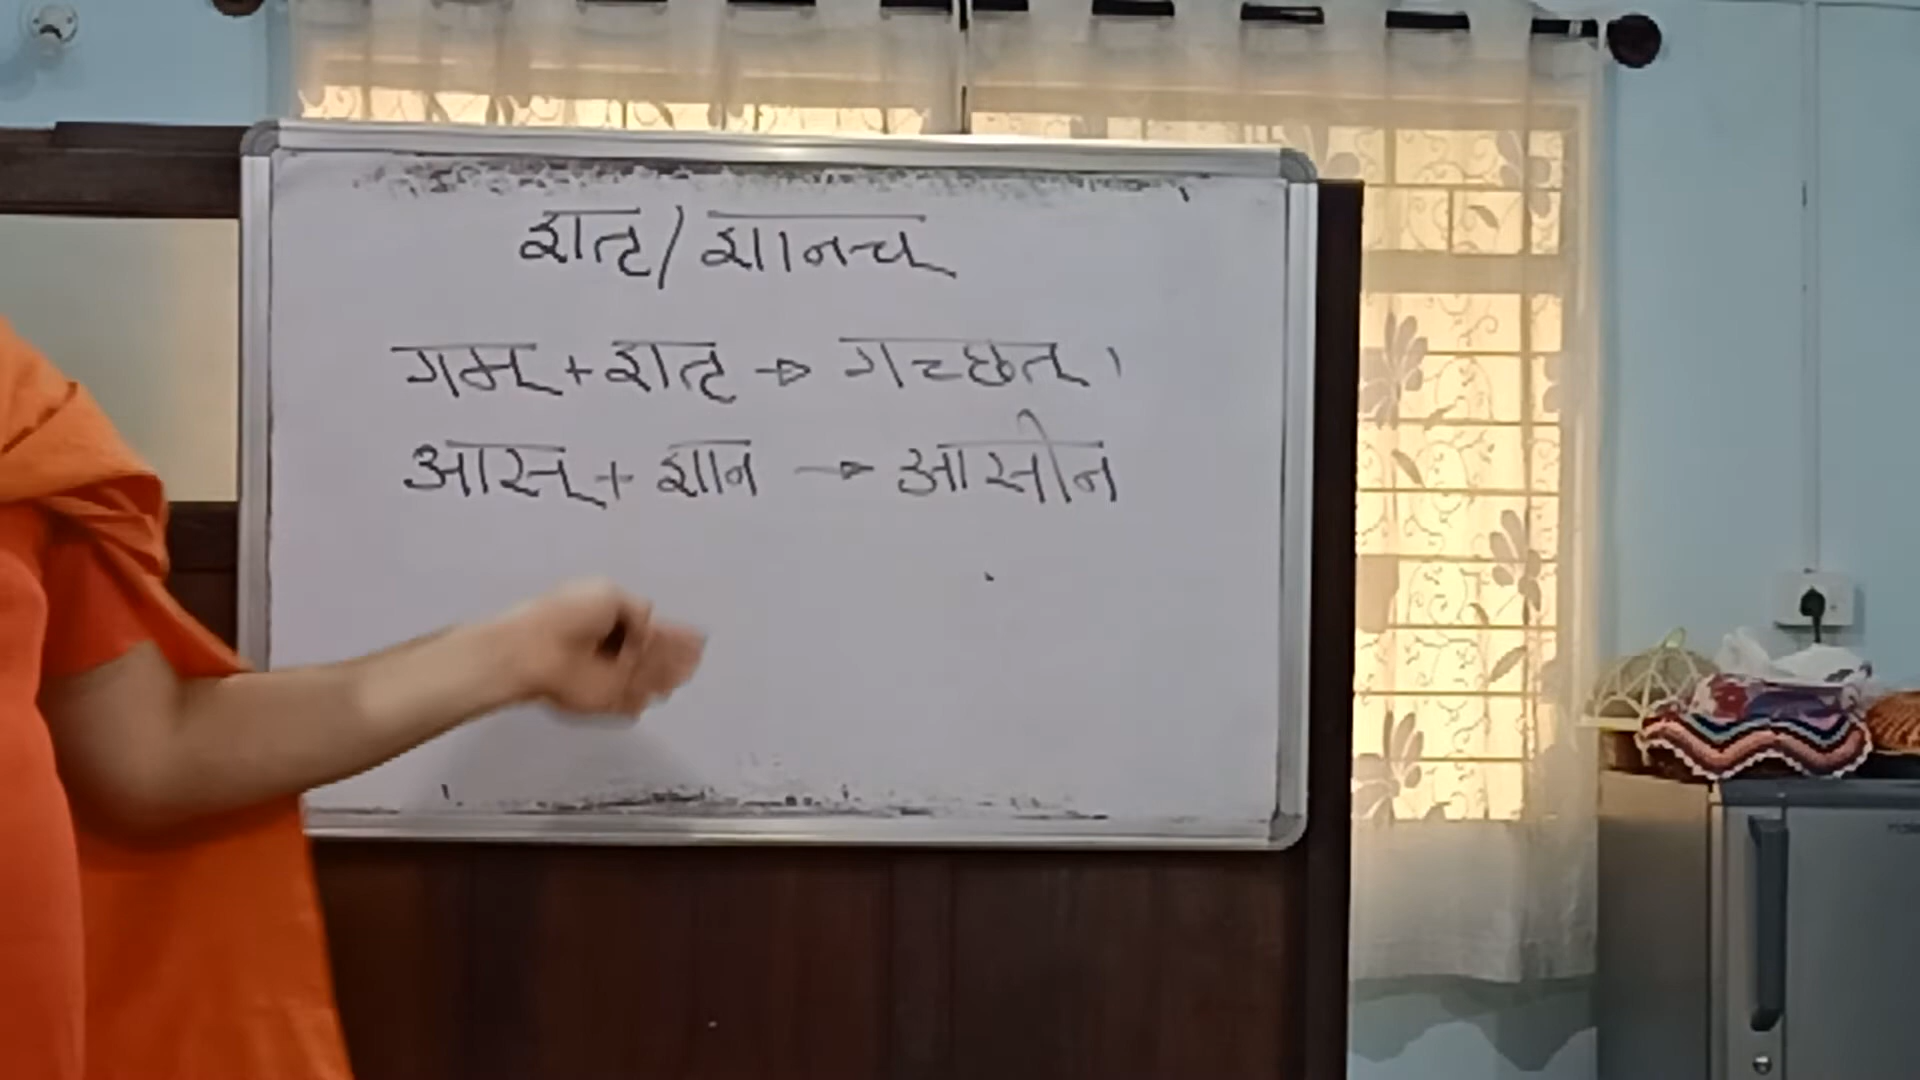 शतृ/शानच्
गम् + शतृ → गच्छत्।
आस् + शान → आसीन